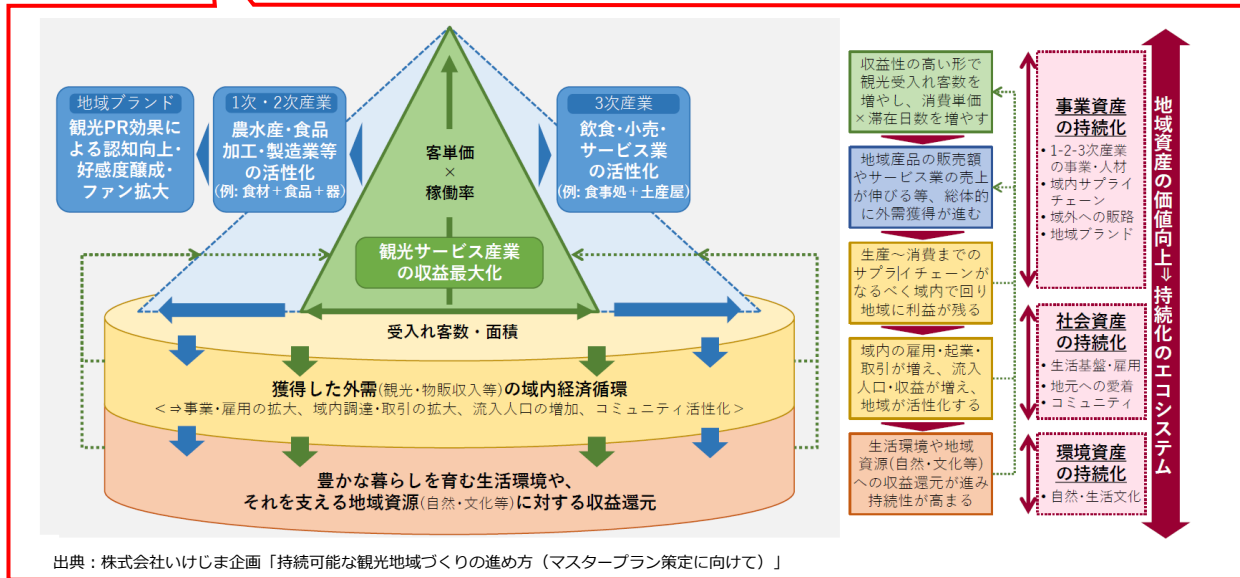 地域ブランド
観光PR効果に
よる認知向上・
好感度醸成・
ファン拡大
1次・2次産業
農水産・食品
加工・製造業等
の活性化
(例: 食材＋食品＋器)
3次産業
飲食・小売・
サービス業
の活性化
(例: 食事処＋土産屋)
客単価
×
稼働率
観光サービス産業
の収益最大化
受入れ客数・面積
獲得した外需(観光・物販収入等)の域内経済循環
＜⇒事業・雇用の拡大、域内調達・取引の拡大、流入人口の増加、コミュニティ活性化＞
豊かな暮らしを育む生活環境や、
それを支える地域資源(自然・文化等)に対する収益還元
収益性の高い形で
観光受入れ客数を
増やし、消費単価
×滞在日数を増やす
地域産品の販売額
やサービス業の売上
が伸びる等、総体的
に外需獲得が進む
生産～消費までの
サプライチェーンが
なるべく域内で回り
地域に利益が残る
域内の雇用・起業・
取引が増え、流入
人口・収益が増え、
地域が活性化する
生活環境や地域
資源(自然・文化等)
への収益還元が進み
持続性が高まる
事業資産
の持続化
• 1-2-3次産業
の事業・人材
• 域内サプライ
チェーン
• 域外への販路
• 地域ブランド
社会資産
の持続化
• 生活基盤・雇用
• 地元への愛着
• コミュニティ
環境資産
の持続化
• 自然・生活文化
地域資産の価値向上⇒持続化のエコシステム
出典：株式会社いけじま企画「持続可能な観光地域づくりの進め方（マスタープラン策定に向けて）」